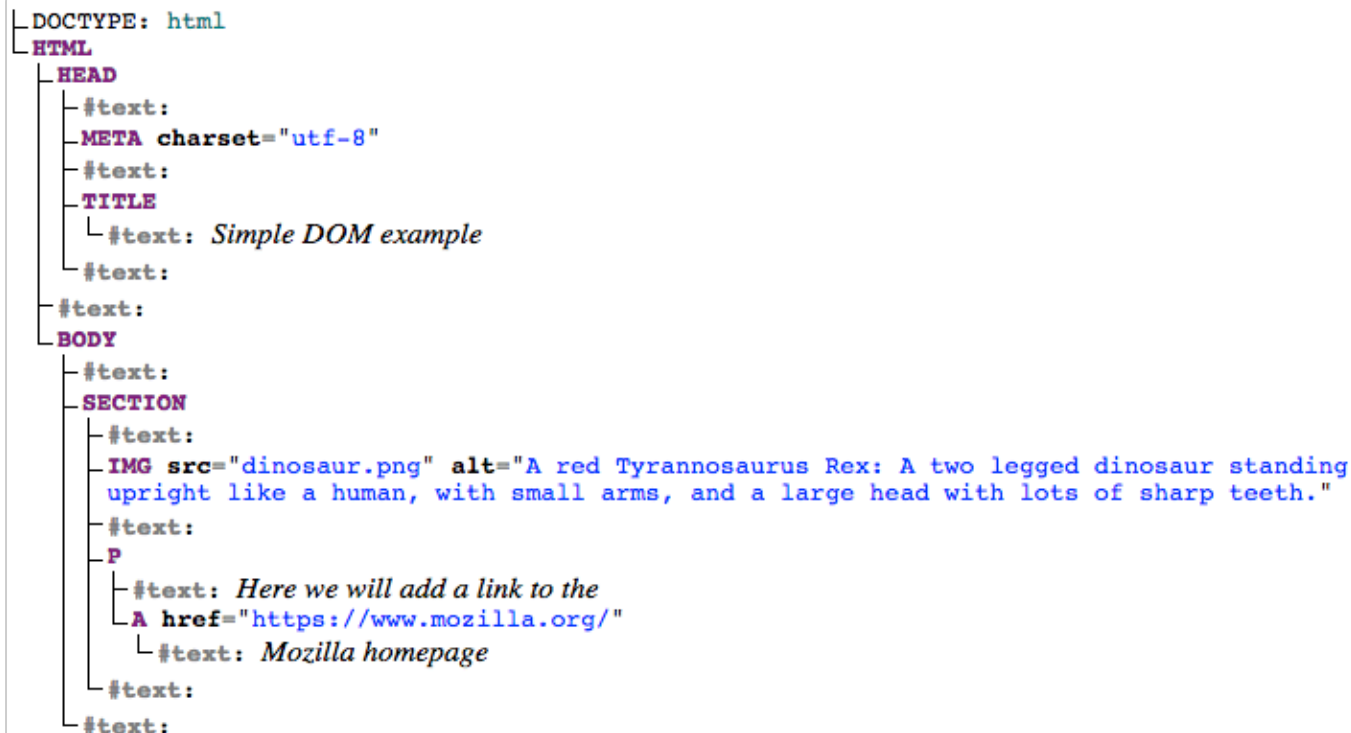 DOCTYPE: html
HTML
HEAD
#text:
META charset="utf-8"
#text:
TITLE
#text: Simple DOM example
#text:
#text:
BODY
#text:
SECTION
#text:
IMG src="dinosaur.png" alt="A red Tyrannosaurus Rex: A two legged dinosaur standing
upright like a human, with small arms, and a large head with lots of sharp teeth."
#text:
P
#text: Here we will add a link to the
A href="https://www.mozilla.org/"
#text: Mozilla homepage
#text:
#text: